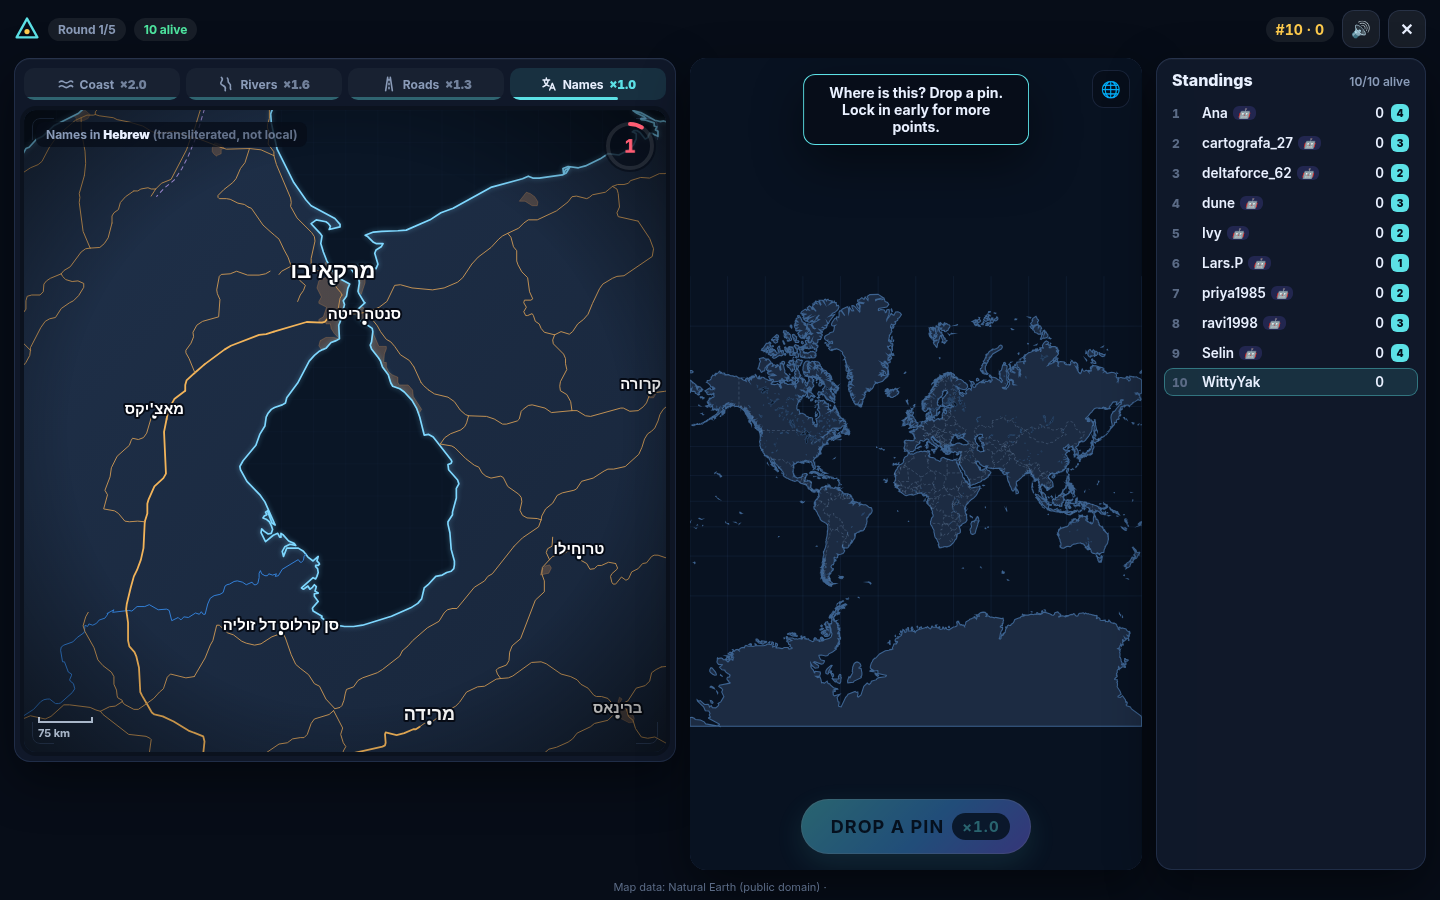 Round 1/5
10 alive
#10 · 0
Coast ×2.0
Rivers ×1.6
Roads ×1.3
Names ×1.0
Names in Hebrew (transliterated, not local)
1
מרקאיבו
סנטה ריטה
קרורה
מאצ'יקס
טרוחילו
סן קרלוס דל זוליה
מרידה
ברינאס
75 km
Where is this? Drop a pin.
Lock in early for more
points.
DROP A PIN ×1.0
Standings 10/10 alive
1 Ana 0 4
2 cartografa_27 0 3
3 deltaforce_62 0 2
4 dune 0 3
5 Ivy 0 2
6 Lars.P 0 1
7 priya1985 0 2
8 ravi1998 0 3
9 Selin 0 4
10 WittyYak 0
Map data: Natural Earth (public domain) ·